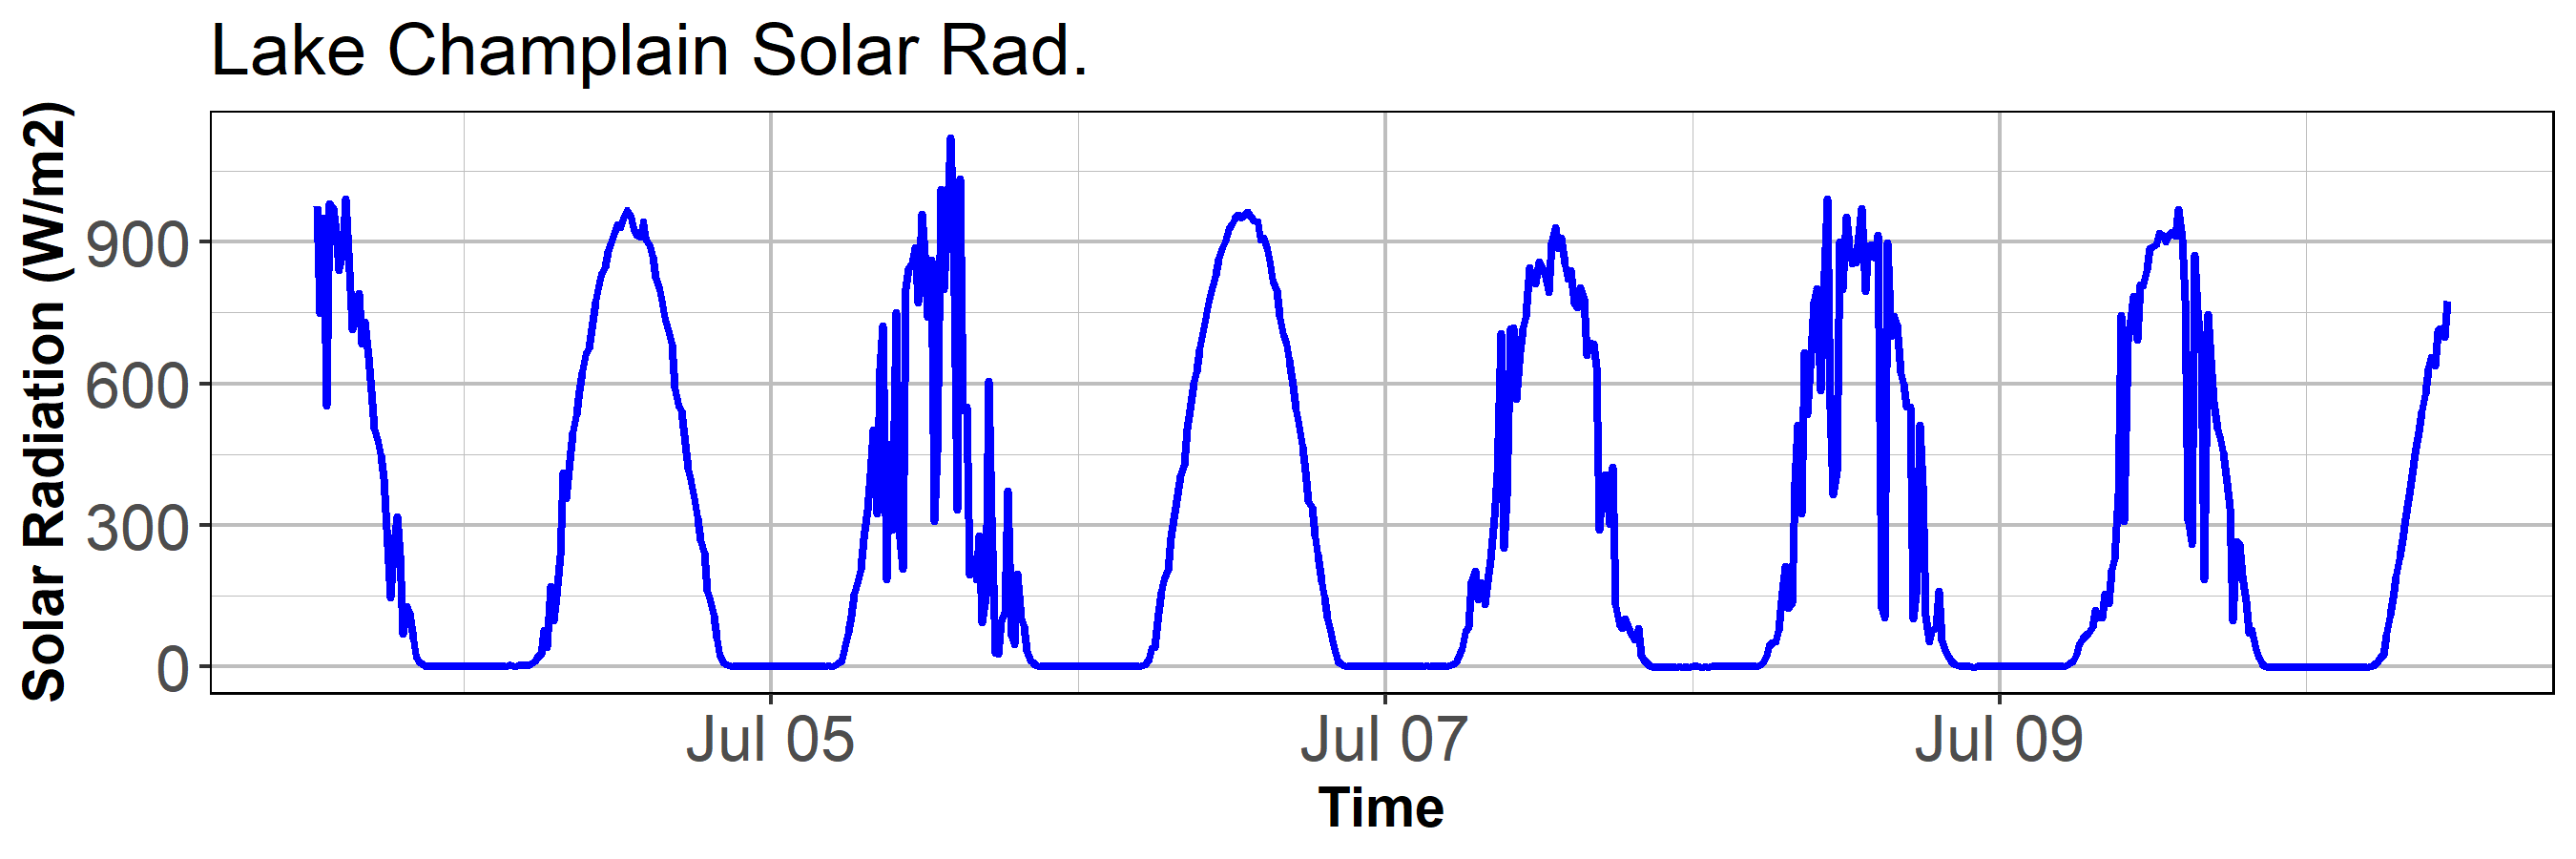 Lake Champlain Solar Rad.
Solar Radiation (W/m2)
900
600
300
0
Jul 05 Jul 07 Jul 09
Time